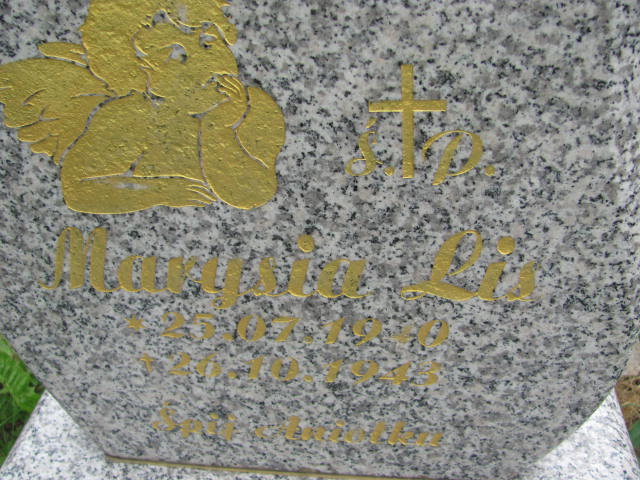 ś. p.
Marysia Lis
* 25.07.1940
† 26.10.1943
Śpij Aniołku